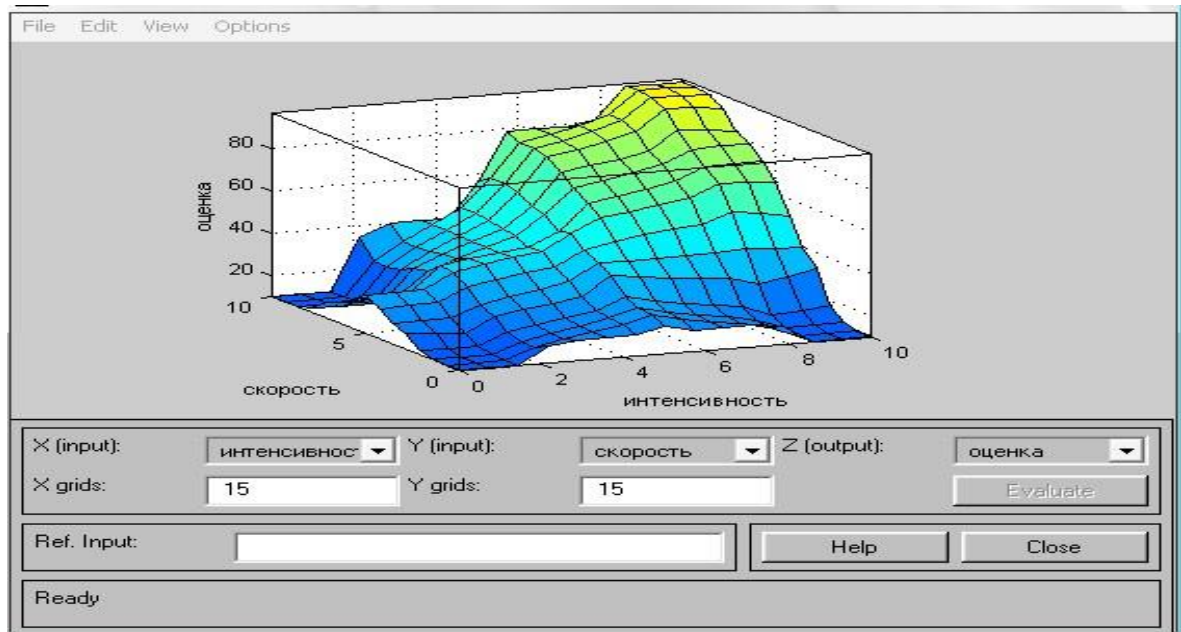 File Edit View Options
80
60
40
20
оценка
10
5
0
скорость
0
2
4
6
8
10
интенсивность
X (input): интенсивнос Y (input): скорость Z (output): оценка
X grids: 15 Y grids: 15 Evaluate
Ref. Input: Help Close
Ready